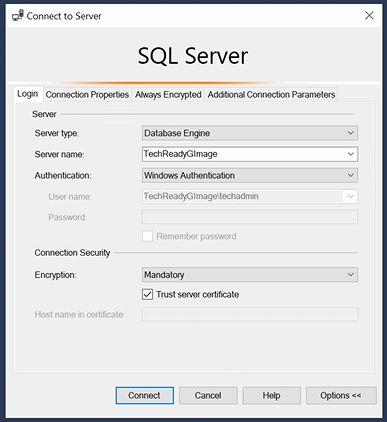 Connect to Server
SQL Server
Login Connection Properties Always Encrypted Additional Connection Parameters
Server
Server type: Database Engine
Server name: TechReadyGImage
Authentication: Windows Authentication
User name: TechReadyGImage\techadmin
Password:
Remember password
Connection Security
Encryption: Mandatory
Trust server certificate
Host name in certificate:
Connect Cancel Help Options <<